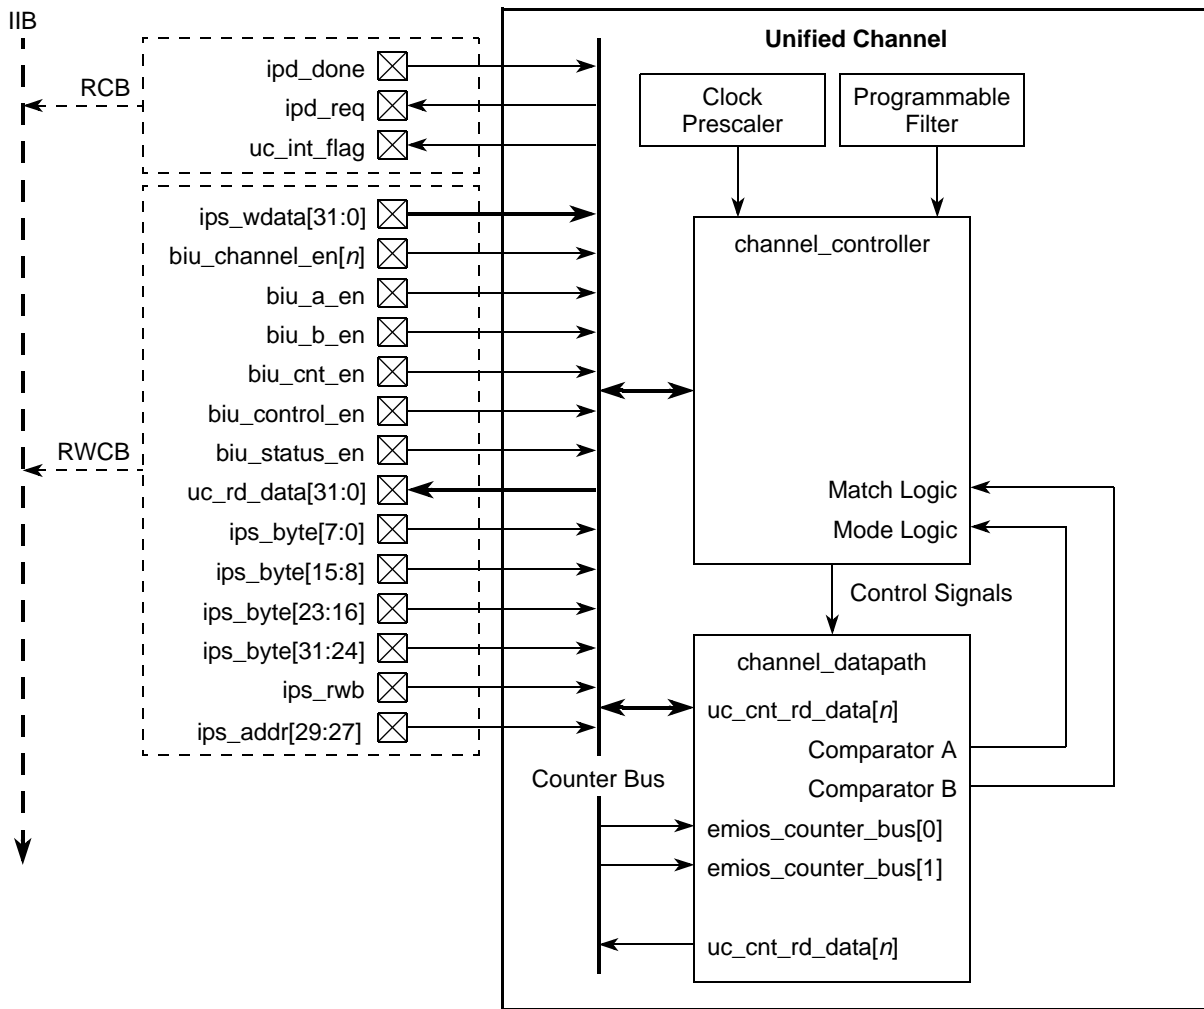 IIB
RCB
ipd_done
ipd_req
uc_int_flag
RWCB
ips_wdata[31:0]
biu_channel_en[n]
biu_a_en
biu_b_en
biu_cnt_en
biu_control_en
biu_status_en
uc_rd_data[31:0]
ips_byte[7:0]
ips_byte[15:8]
ips_byte[23:16]
ips_byte[31:24]
ips_rwb
ips_addr[29:27]
Unified Channel
Clock
Prescaler
Programmable
Filter
channel_controller
Match Logic
Mode Logic
Control Signals
channel_datapath
uc_cnt_rd_data[n]
Comparator A
Comparator B
Counter Bus
emios_counter_bus[0]
emios_counter_bus[1]
uc_cnt_rd_data[n]